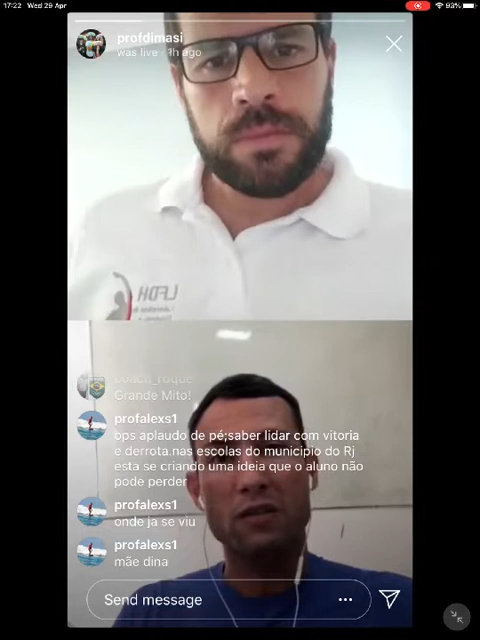 17:22 Wed 29 Apr
93%
profdimasi
was live · 1h ago
LFDH
coach_roque
Grande Mito!
profalexs1
ops aplaudo de pé;saber lidar com vitoria
e derrota.nas escolas do municipio do Rj
esta se criando uma ideia que o aluno não
pode perder
profalexs1
onde ja se viu
profalexs1
mãe dina
Send message